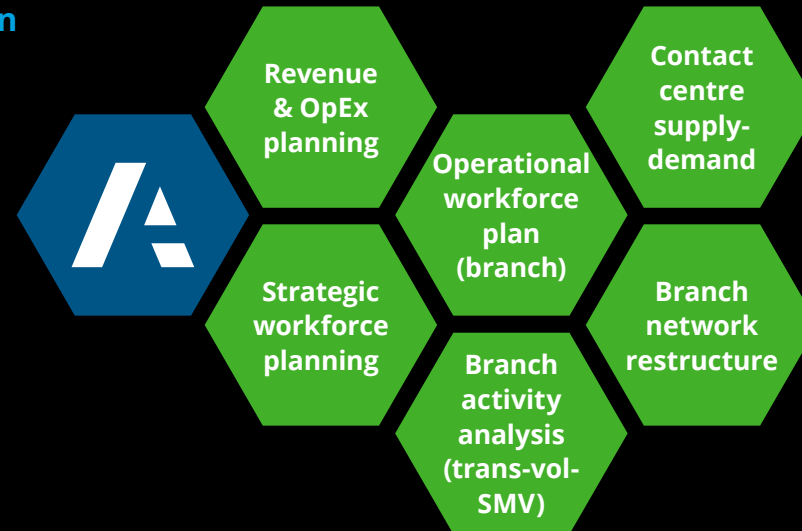 n
Revenue
& OpEx
planning
Contact
centre
supply-
demand
Operational
workforce
plan
(branch)
Strategic
workforce
planning
Branch
network
restructure
Branch
activity
analysis
(trans-vol-
SMV)